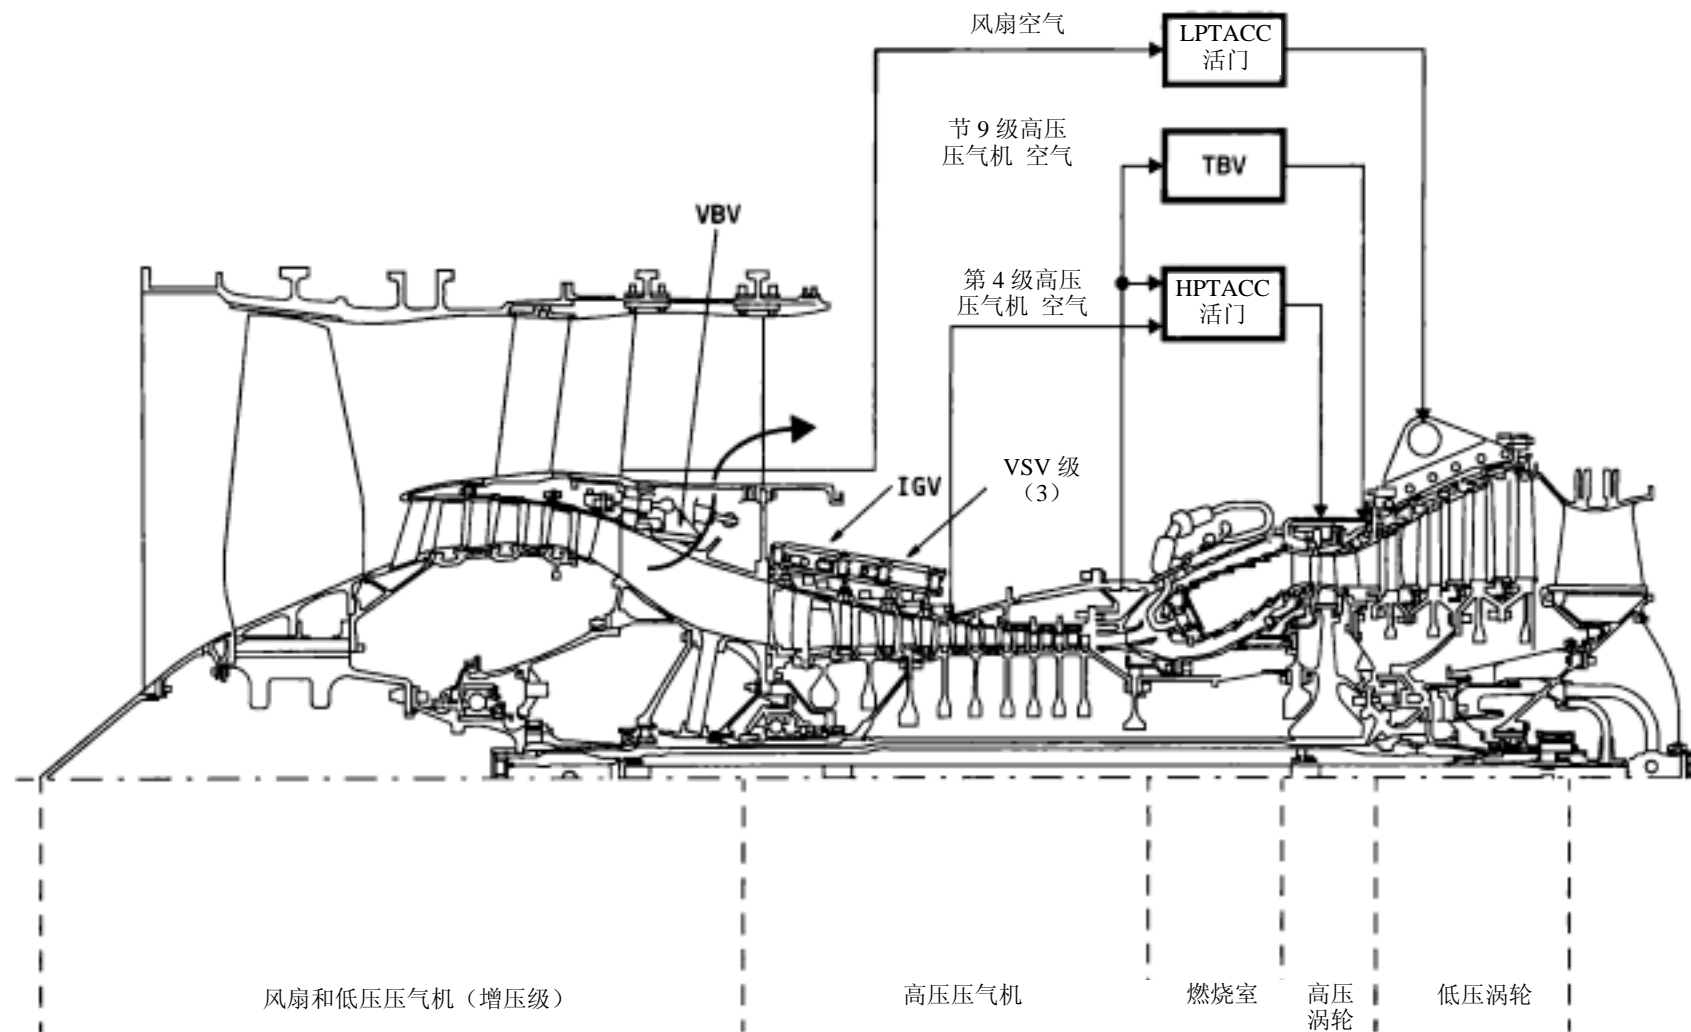 风扇空气
LPTACC
活门
节 9 级高压
压气机 空气
TBV
VBV
第 4 级高压
压气机 空气
HPTACC
活门
IGV
VSV 级
（3）
风扇和低压压气机（增压级）
高压压气机
燃烧室
高压
涡轮
低压涡轮